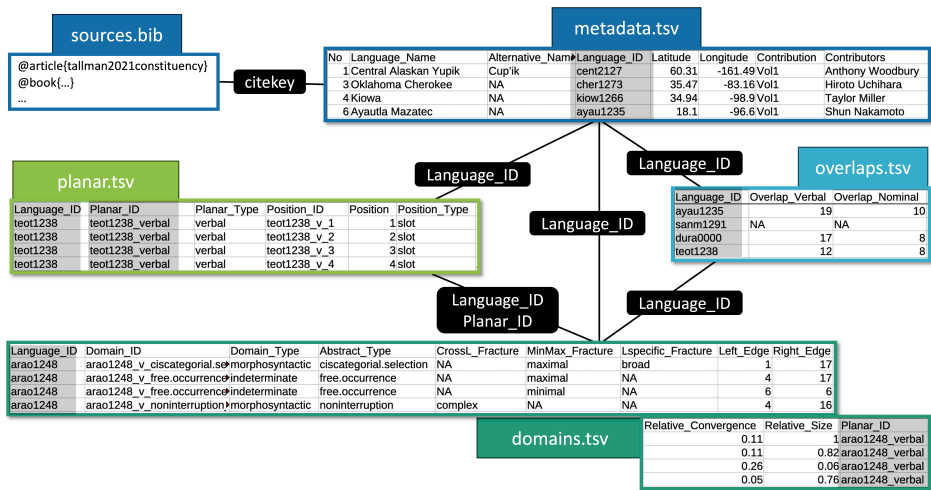 sources.bib
@article{tallman2021constituency}
@book{...}
...
citekey
metadata.tsv
No Language_Name Alternative_Name Language_ID Latitude Longitude Contribution Contributors
1 Central Alaskan Yupik Cup'ik cent2127 60.31 -161.49 Vol1 Anthony Woodbury
3 Oklahoma Cherokee NA cher1273 35.47 -83.16 Vol1 Hiroto Uchihara
4 Kiowa NA kiow1266 34.94 -98.9 Vol1 Taylor Miller
6 Ayautla Mazatec NA ayau1235 18.1 -96.6 Vol1 Shun Nakamoto
Language_ID
Language_ID
Language_ID
planar.tsv
Language_ID Planar_ID Planar_Type Position_ID Position Position_Type
teot1238 teot1238_verbal verbal teot1238_v_1 1 slot
teot1238 teot1238_verbal verbal teot1238_v_2 2 slot
teot1238 teot1238_verbal verbal teot1238_v_3 3 slot
teot1238 teot1238_verbal verbal teot1238_v_4 4 slot
overlaps.tsv
Language_ID Overlap_Verbal Overlap_Nominal
ayau1235 19 10
sanm1291 NA NA
dura0000 17 8
teot1238 12 8
Language_ID
Planar_ID
Language_ID
Language_ID Domain_ID Domain_Type Abstract_Type CrossL_Fracture MinMax_Fracture Lspecific_Fracture Left_Edge Right_Edge
arao1248 arao1248_v_ciscategorial.se morphosyntactic ciscategorial.selection NA maximal broad 1 17
arao1248 arao1248_v_free.occurrence indeterminate free.occurrence NA maximal NA 4 17
arao1248 arao1248_v_free.occurrence indeterminate free.occurrence NA minimal NA 6 6
arao1248 arao1248_v_noninterruption morphosyntactic noninterruption complex NA NA 4 16
domains.tsv
Relative_Convergence Relative_Size Planar_ID
0.11 1 arao1248_verbal
0.11 0.82 arao1248_verbal
0.26 0.06 arao1248_verbal
0.05 0.76 arao1248_verbal